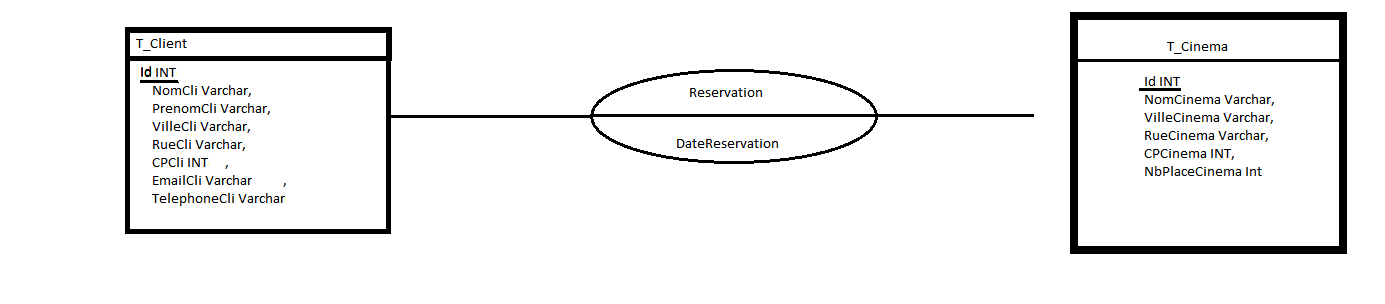 T_Client
Id INT
NomCli Varchar,
PrenomCli Varchar,
VilleCli Varchar,
RueCli Varchar,
CPCli INT ,
EmailCli Varchar ,
TelephoneCli Varchar
Reservation
DateReservation
T_Cinema
Id INT
NomCinema Varchar,
VilleCinema Varchar,
RueCinema Varchar,
CPCinema INT,
NbPlaceCinema Int